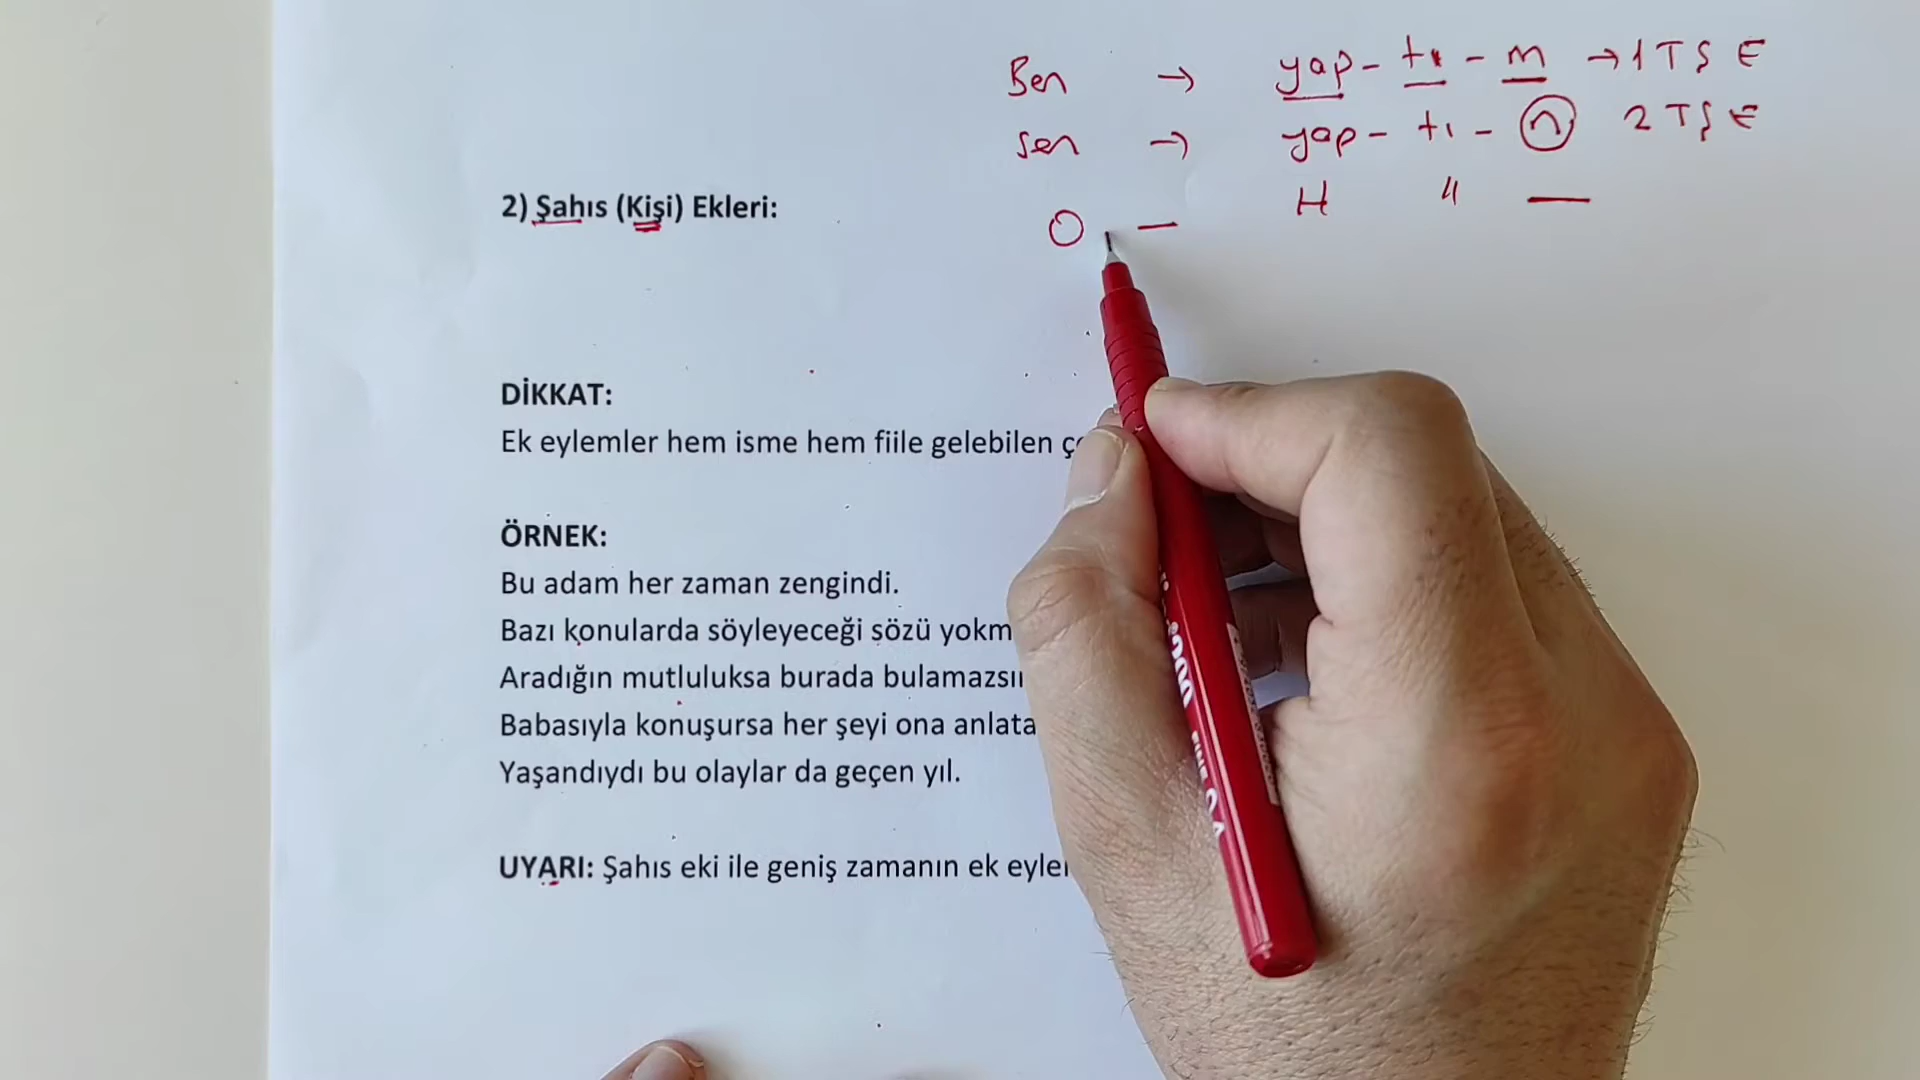 Ben → yap - tı - m → 1 T Ş E
sen → yap - tı - n 2 T Ş E
O — " " —
2) Şahıs (Kişi) Ekleri:
DİKKAT:
Ek eylemler hem isme hem fiile gelebilen
ÖRNEK:
Bu adam her zaman zengindi.
Bazı konularda söyleyeceği sözü yokm
Aradığın mutluluksa burada bulamazsı
Babasıyla konuşursa her şeyi ona anlata
Yaşandıydı bu olaylar da geçen yıl.
UYARI: Şahıs eki ile geniş zamanın ek eyle